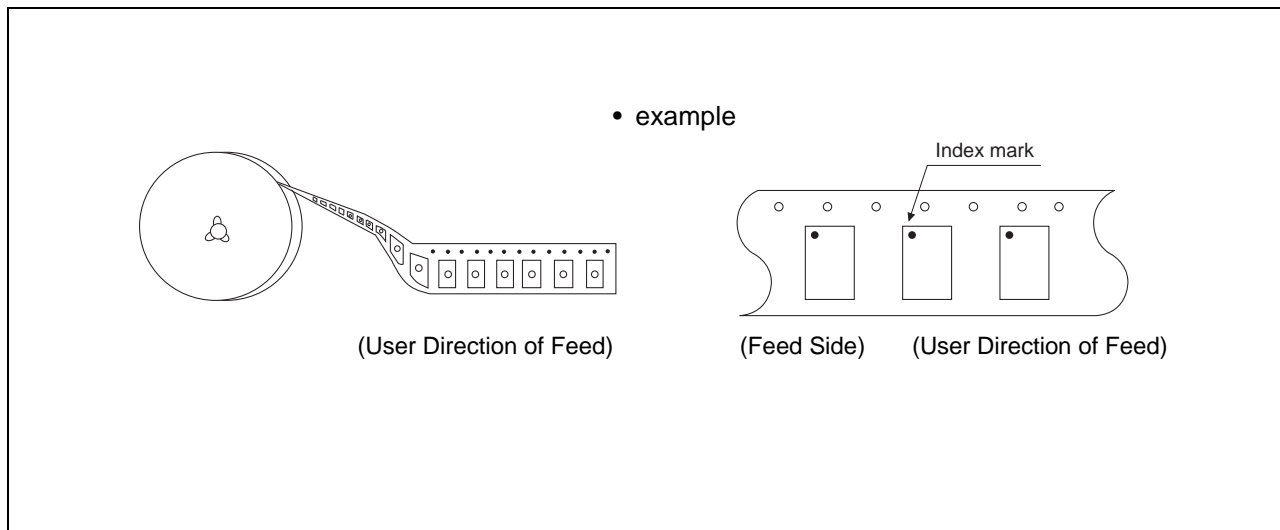 • example
Index mark
(User Direction of Feed)
(Feed Side)
(User Direction of Feed)